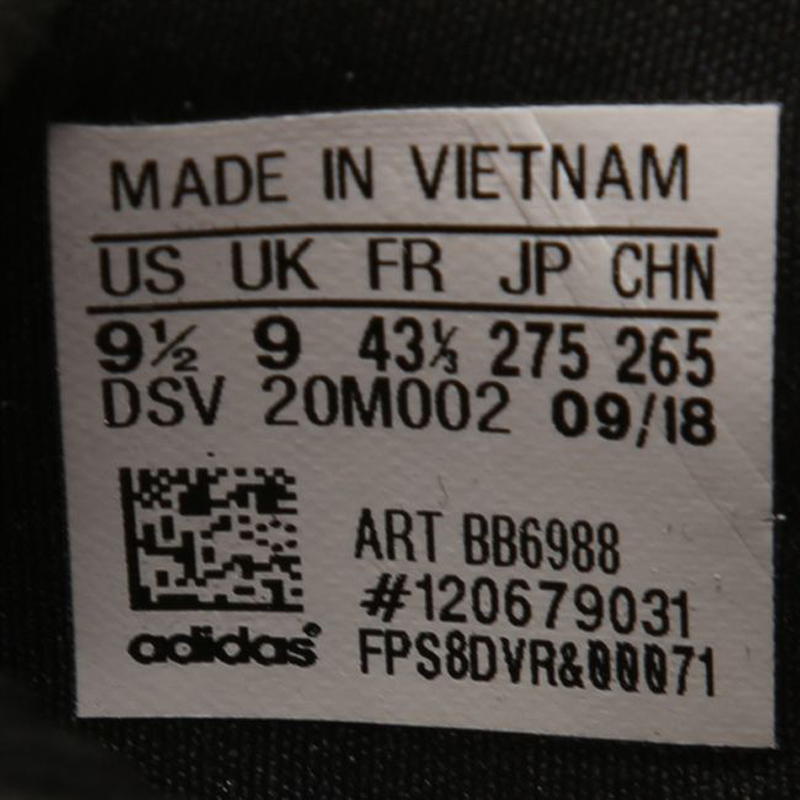 MADE IN VIETNAM
US UK FR JP CHN
9½ 9 43⅓ 275 265
DSV 20M002 09/18
ART BB6988
#120679031
adidas® FPS8DVR&00071